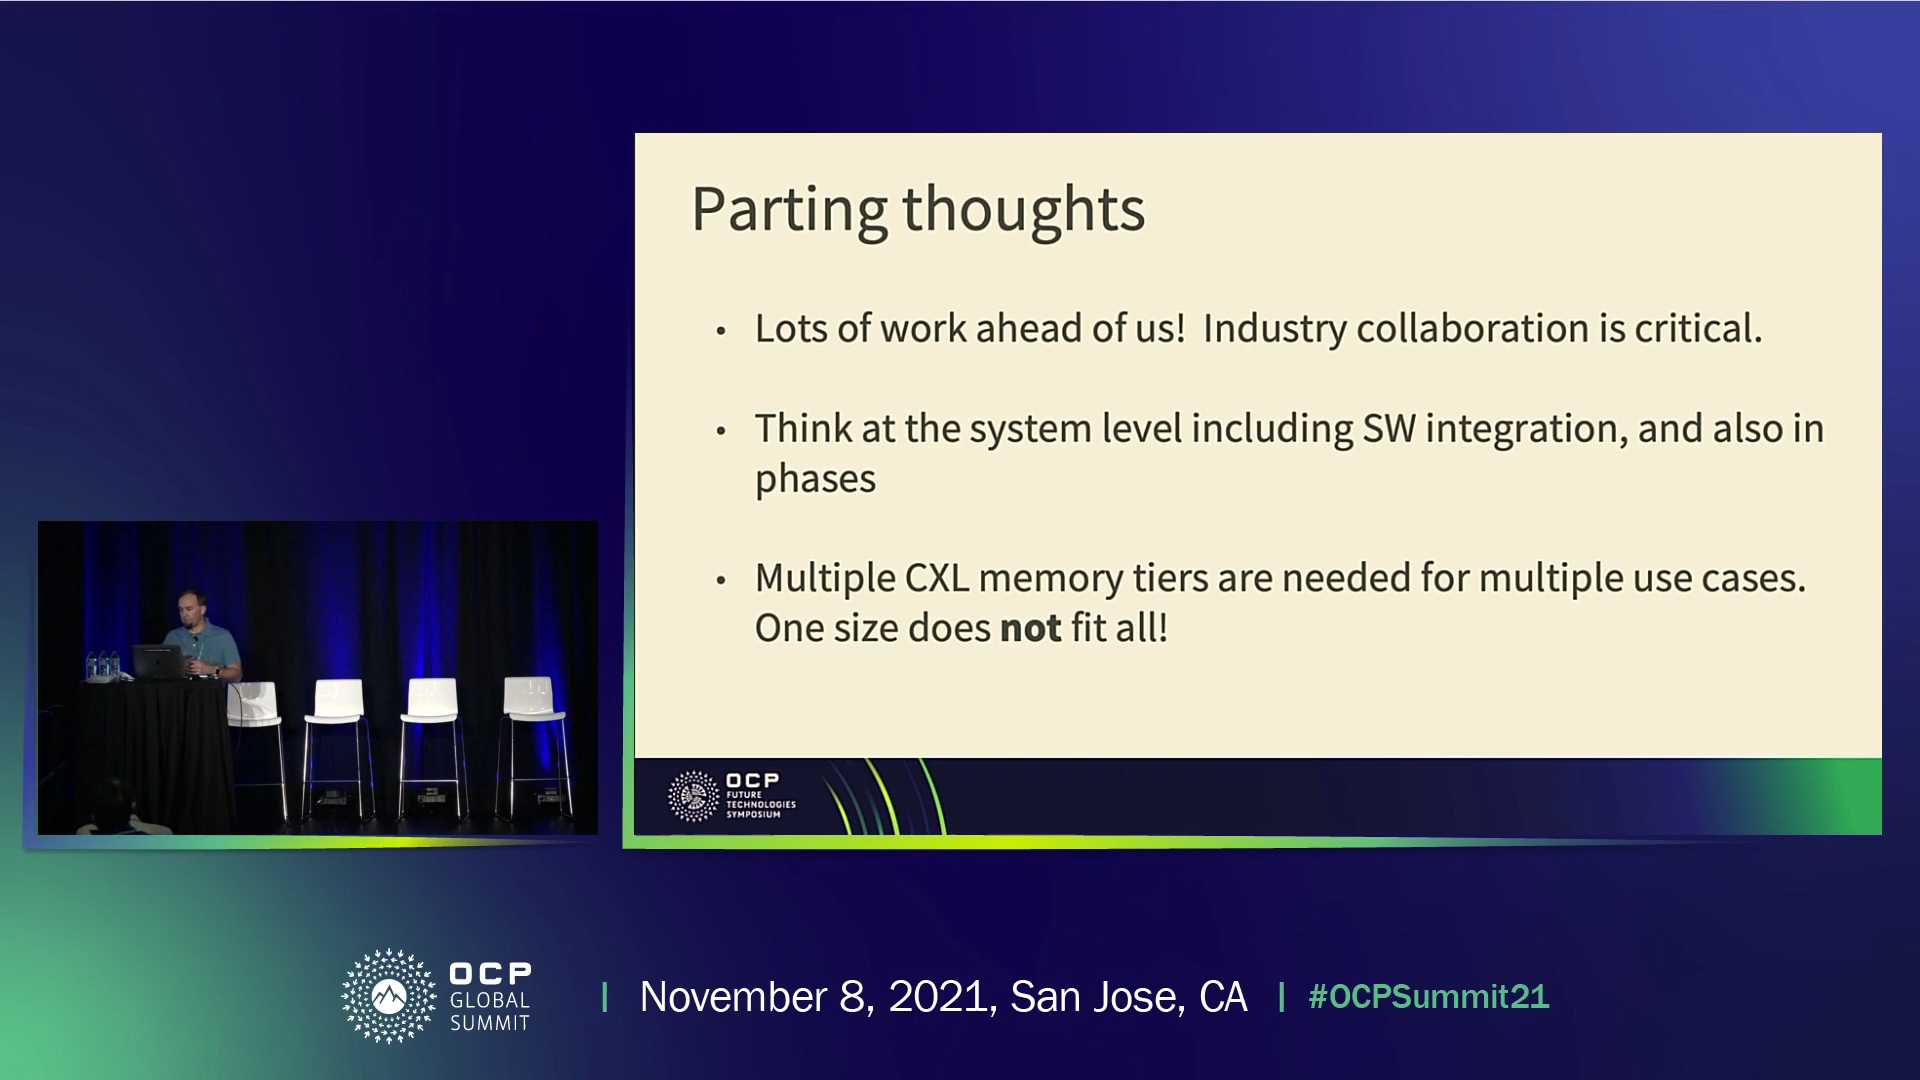 Parting thoughts
• Lots of work ahead of us!  Industry collaboration is critical.
• Think at the system level including SW integration, and also in
phases
• Multiple CXL memory tiers are needed for multiple use cases.
One size does not fit all!
OCP
FUTURE
TECHNOLOGIES
SYMPOSIUM
OCP
GLOBAL
SUMMIT
| November 8, 2021, San Jose, CA | #OCPSummit21